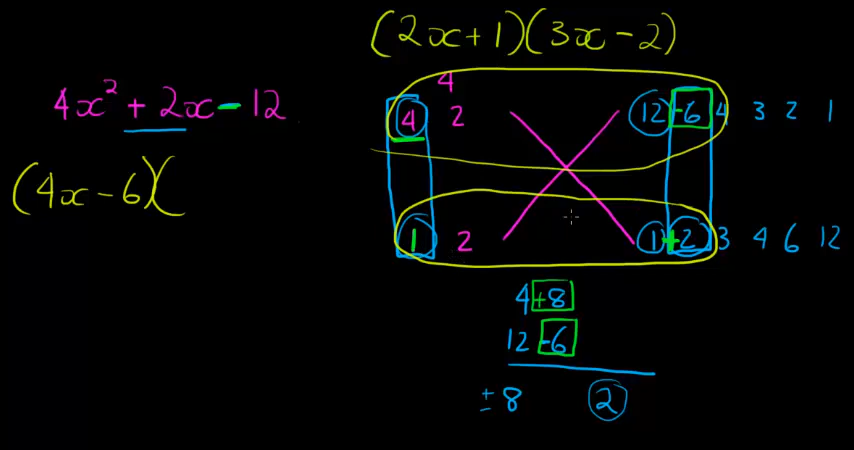 (2x+1)(3x-2)
4
4x² + 2x - 12
4 2 12 -6 4 3 2 1
(4x - 6)(
1 2 1 +2 3 4 6 12
4 +8
12 -6
± 8 2